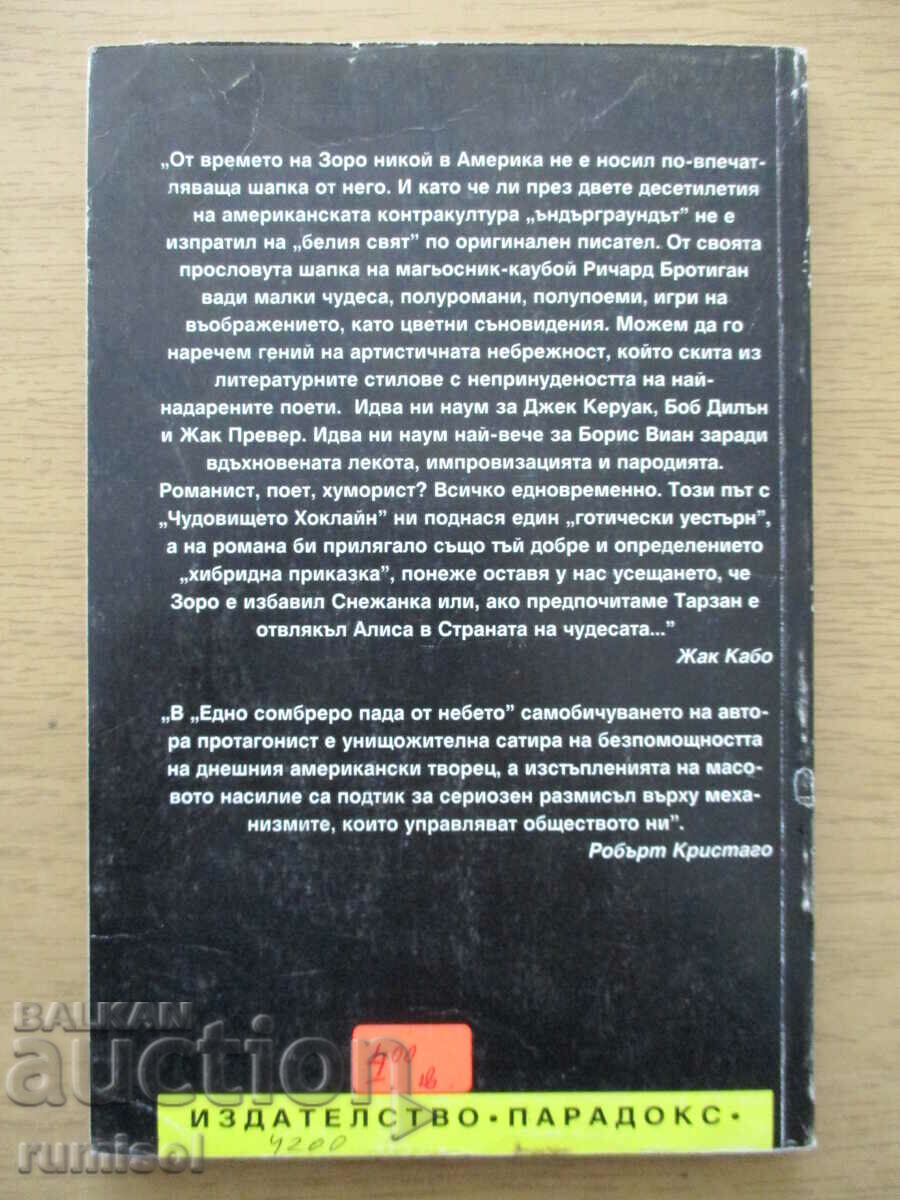 „От времето на Зоро никой в Америка не е носил по-впечат-
ляваща шапка от него. И като че ли през двете десетилетия
на американската контракултура „ъндърграундът” не е
изпратил на „белия свят” по оригинален писател. От своята
прословута шапка на магьосник-каубой Ричард Бротиган
вади малки чудеса, полуромани, полупоеми, игри на
въображението, като цветни съновидения. Можем да го
наречем гений на артистичната небрежност, който скита из
литературните стилове с непринудеността на най-
надарените поети. Идва ни наум за Джек Керуак, Боб Дилън
и Жак Превер. Идва ни наум най-вече за Борис Виан заради
вдъхновената лекота, импровизацията и пародията.
Романист, поет, хуморист? Всичко едновременно. Този път с
„Чудовището Хоклайн” ни поднася един „готически уестърн”,
а на романа би прилягало също тъй добре и определението
„хибридна приказка”, понеже оставя у нас усещането, че
Зоро е избавил Снежанка или, ако предпочитаме Тарзан е
отвлякъл Алиса в Страната на чудесата...”
Жак Кабо
„В „Едно сомбреро пада от небето” самобичуването на авто-
ра протагонист е унищожителна сатира на безпомощността
на днешния американски творец, а изстъпленията на масо-
вото насилие са подтик за сериозен размисъл върху меха-
низмите, които управляват обществото ни”.
Робърт Кристаго
BALKAN
auction
ИЗДАТЕЛСТВО • ПАРАДОКС •
4200
rumisol